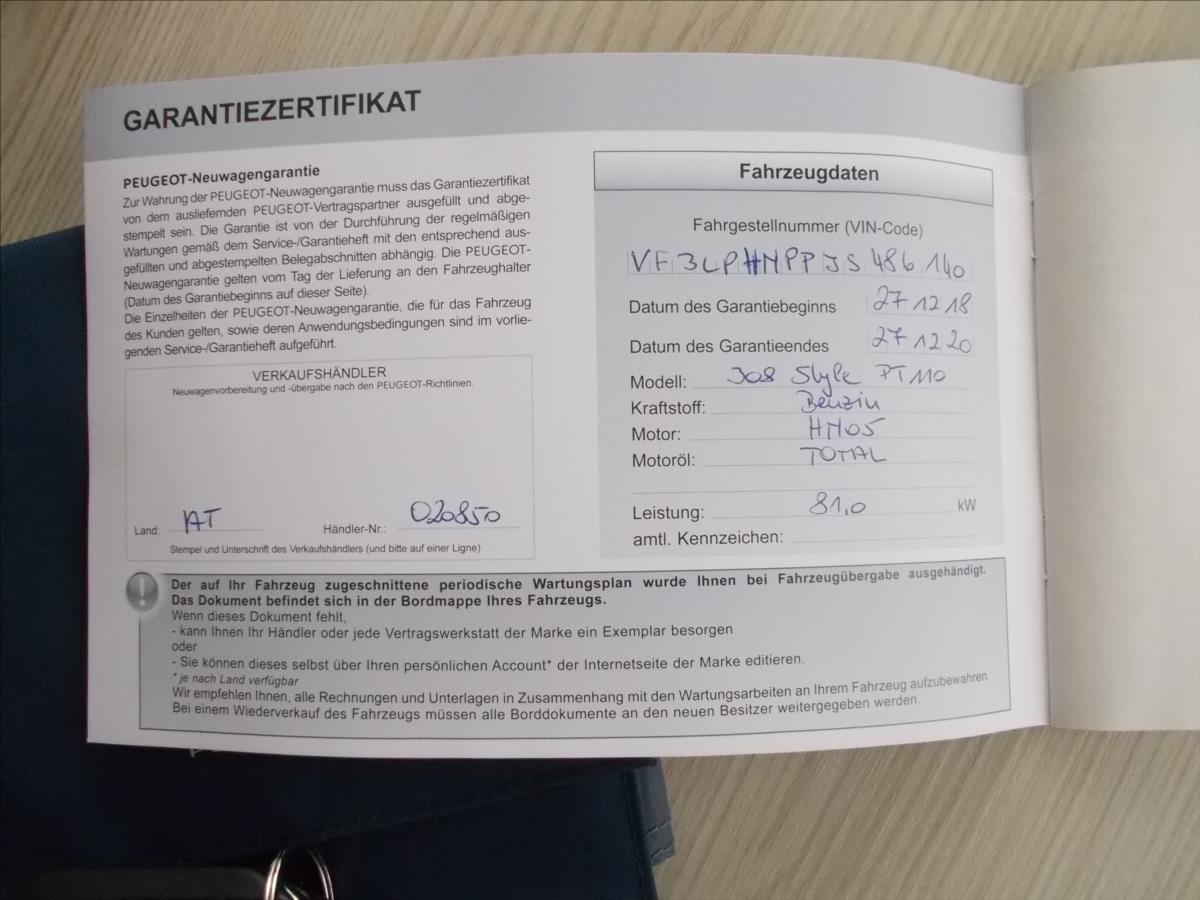 GARANTIEZERTIFIKAT
PEUGEOT-Neuwagengarantie
Zur Wahrung der PEUGEOT-Neuwagengarantie muss das Garantiezertifikat
von dem ausliefernden PEUGEOT-Vertragspartner ausgefüllt und abge-
stempelt sein. Die Garantie ist von der Durchführung der regelmäßigen
Wartungen gemäß dem Service-/Garantieheft mit den entsprechend aus-
gefüllten und abgestempelten Belegabschnitten abhängig. Die PEUGEOT-
Neuwagengarantie gelten vom Tag der Lieferung an den Fahrzeughalter
(Datum des Garantiebeginns auf dieser Seite).
Die Einzelheiten der PEUGEOT-Neuwagengarantie, die für das Fahrzeug
des Kunden gelten, sowie deren Anwendungsbedingungen sind im vorlie-
genden Service-/Garantieheft aufgeführt.
VERKAUFSHÄNDLER
Neuwagenvorbereitung und -übergabe nach den PEUGEOT-Richtlinien.
Land: AT Händler-Nr.: 020850
Stempel und Unterschrift des Verkaufshändlers (und bitte auf einer Ligne)
Fahrzeugdaten
Fahrgestellnummer (VIN-Code)
VF3LPHNPPJS486140
Datum des Garantiebeginns 27 12 18
Datum des Garantieendes 27 12 20
Modell: 308 Style PT110
Kraftstoff: Benzin
Motor: HN05
Motoröl: TOTAL
Leistung: 81,0 kW
amtl. Kennzeichen:
Der auf Ihr Fahrzeug zugeschnittene periodische Wartungsplan wurde Ihnen bei Fahrzeugübergabe ausgehändigt.
Das Dokument befindet sich in der Bordmappe Ihres Fahrzeugs.
Wenn dieses Dokument fehlt,
- kann Ihnen Ihr Händler oder jede Vertragswerkstatt der Marke ein Exemplar besorgen
oder
- Sie können dieses selbst über Ihren persönlichen Account* der Internetseite der Marke editieren.
* je nach Land verfügbar
Wir empfehlen Ihnen, alle Rechnungen und Unterlagen in Zusammenhang mit den Wartungsarbeiten an Ihrem Fahrzeug aufzubewahren.
Bei einem Wiederverkauf des Fahrzeugs müssen alle Borddokumente an den neuen Besitzer weitergegeben werden.